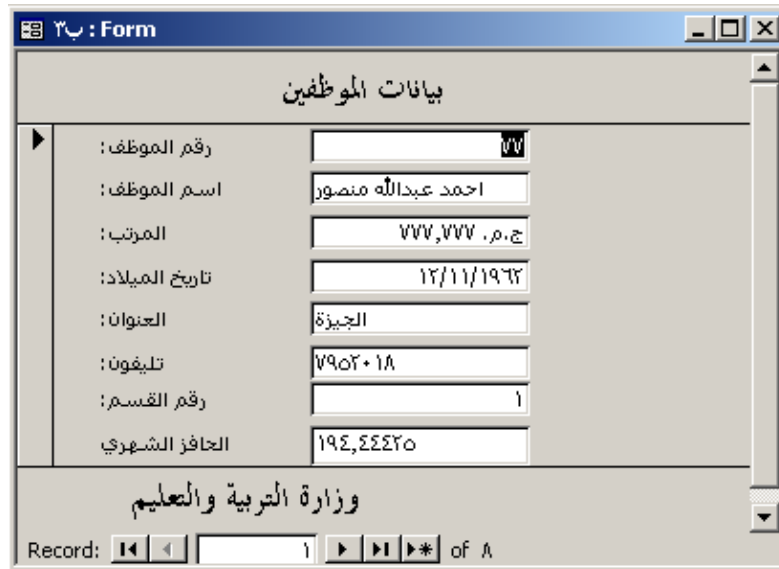 ب٣ : Form
بيانات الموظفين
رقم الموظف: ٧٧
اسم الموظف: احمد عبدالله منصور
المرتب: ج.م. ٧٧٧,٧٧٧
تاريخ الميلاد: ١٢/١١/١٩٦٢
العنوان: الجيزة
تليفون: ٧٩٥٢٠١٨
رقم القسم: ١
الحافز الشهري ١٩٤,٤٤٤٢٥
وزارة التربية والتعليم
Record: ١ of ٨